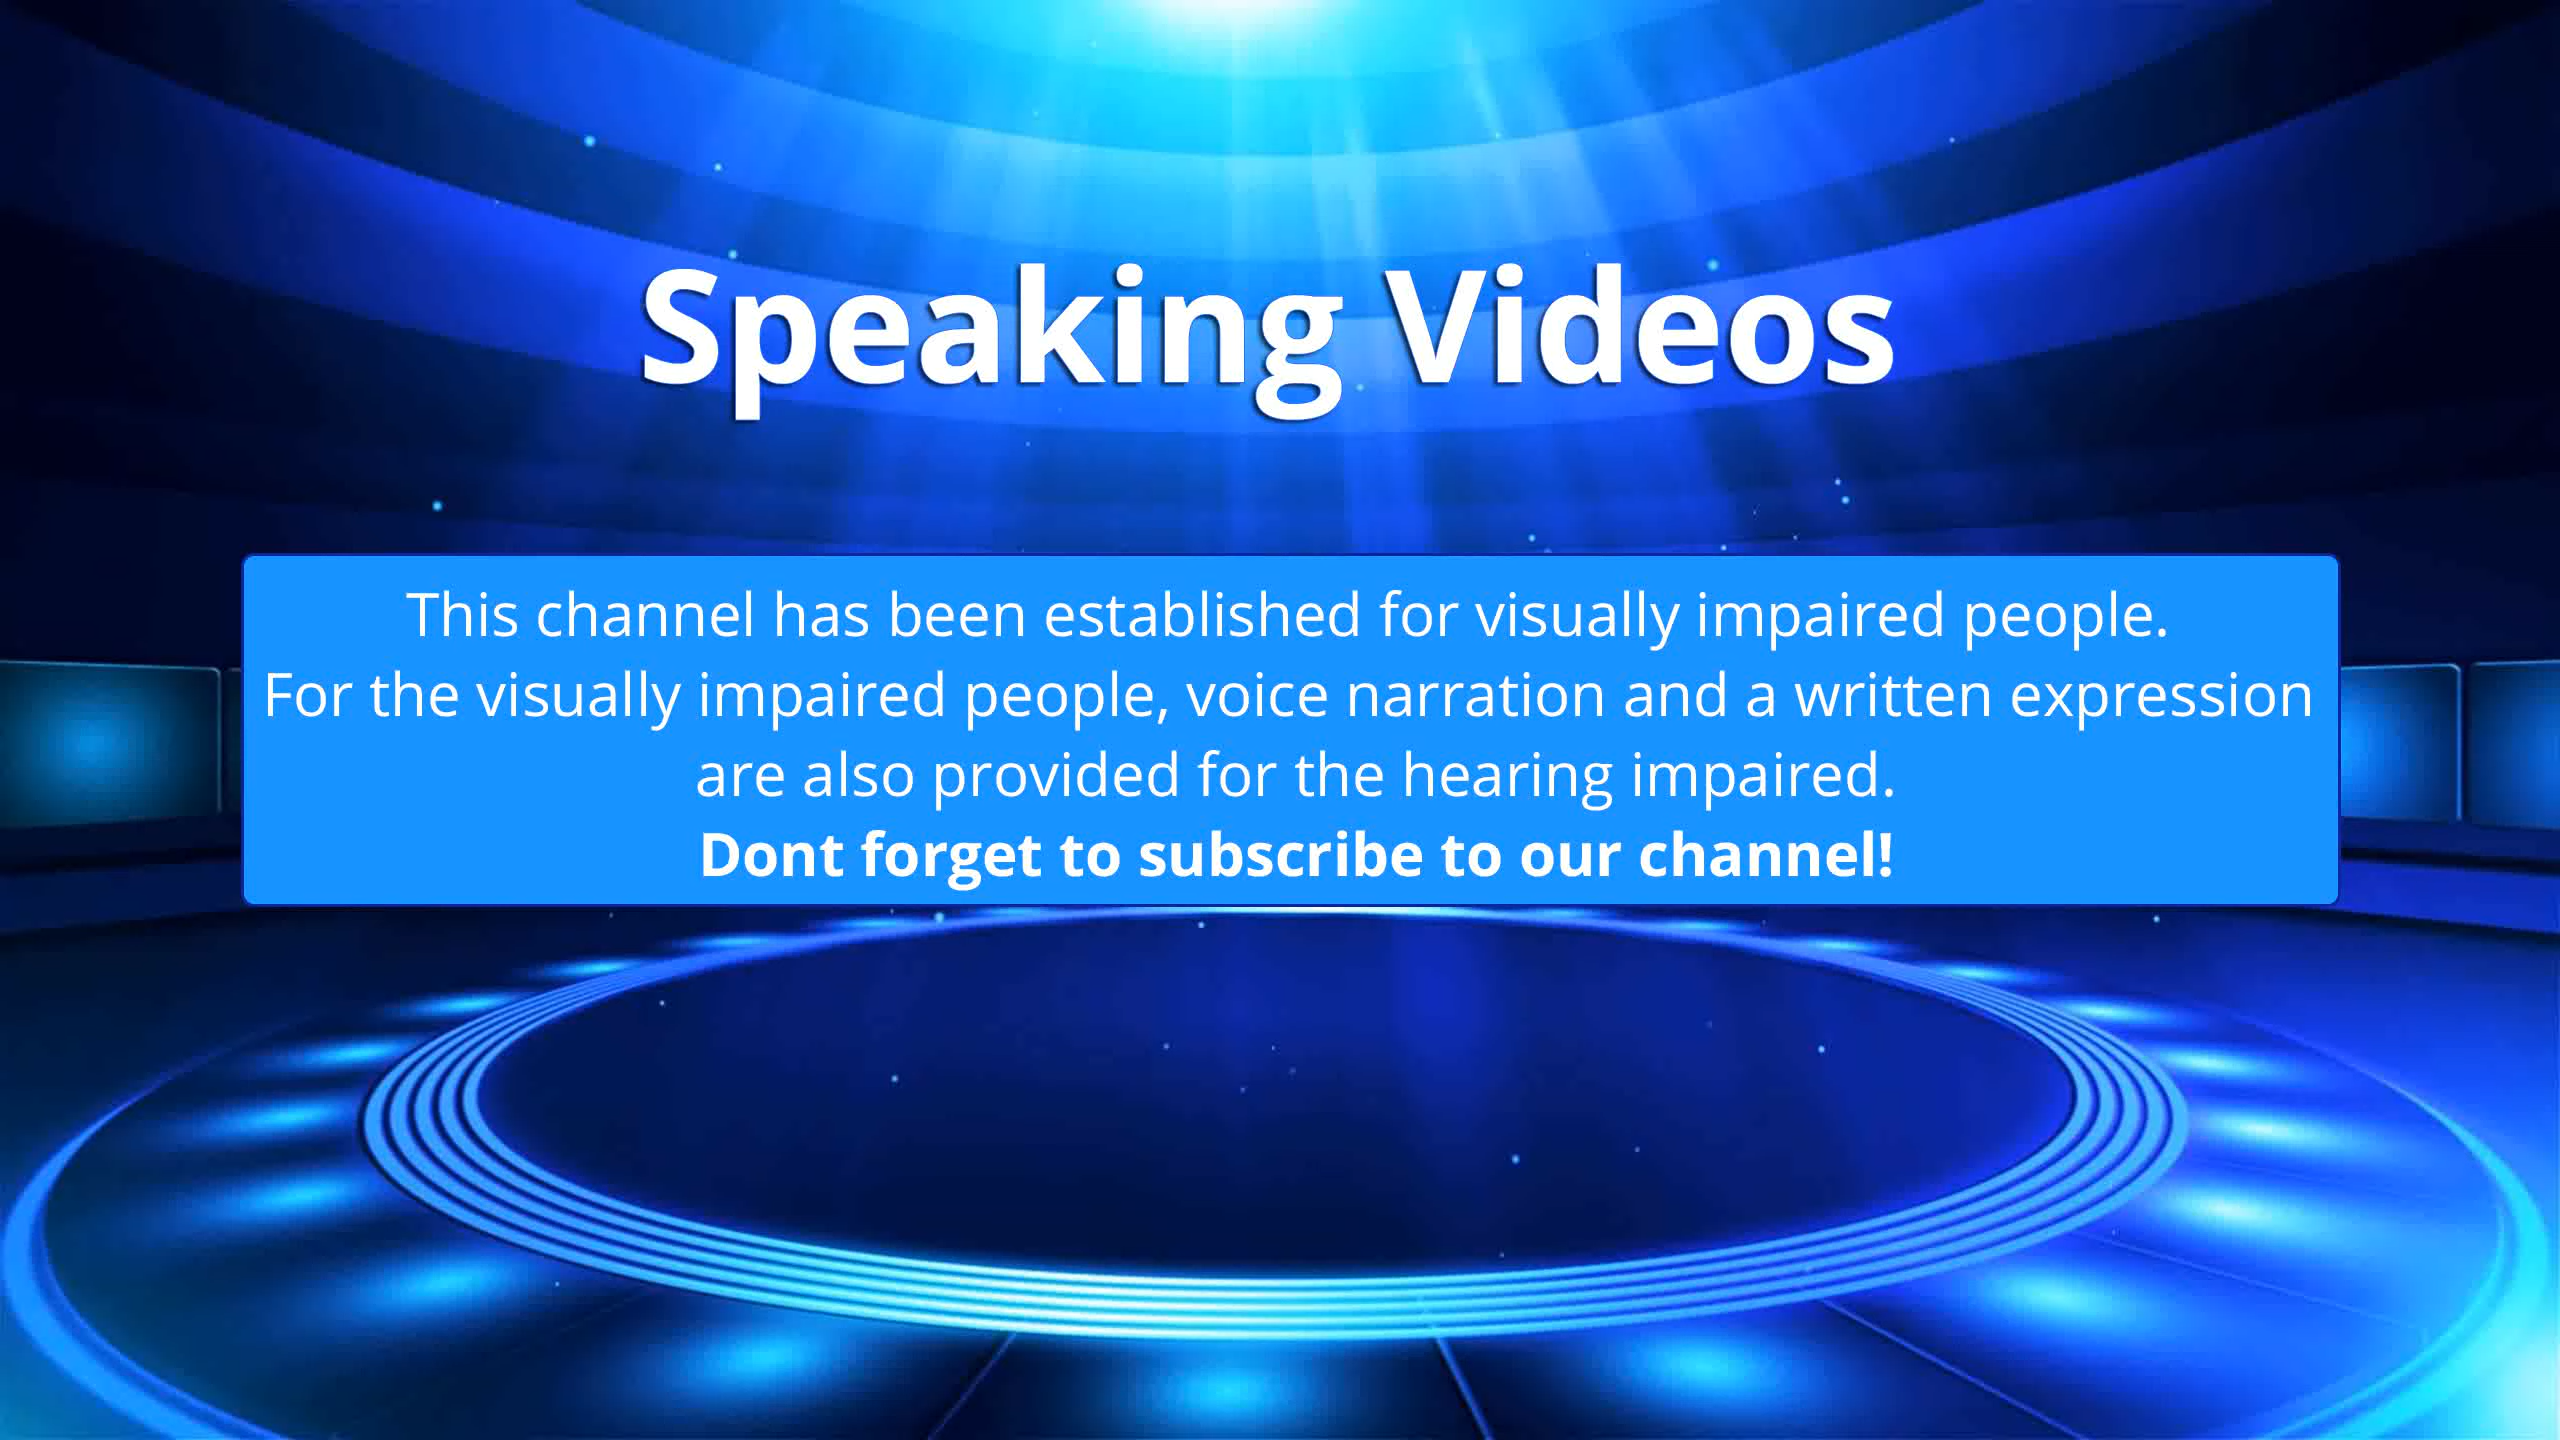 Speaking Videos
This channel has been established for visually impaired people.
For the visually impaired people, voice narration and a written expression
are also provided for the hearing impaired.
Dont forget to subscribe to our channel!